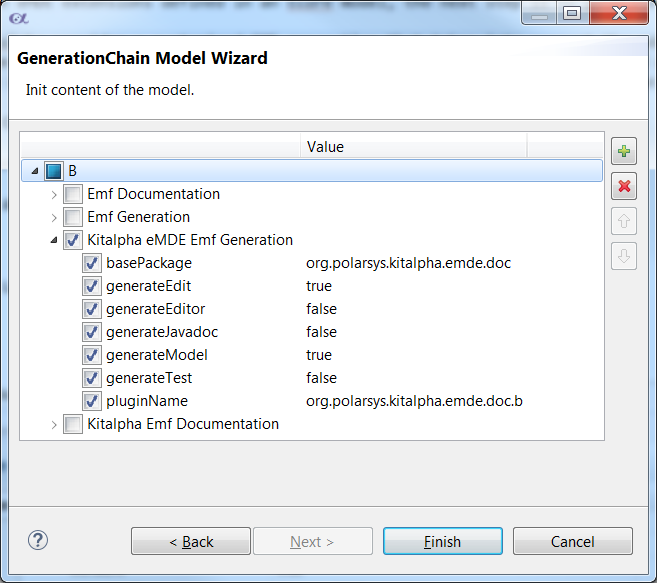 GenerationChain Model Wizard
Init content of the model.
Value
B
Emf Documentation
Emf Generation
Kitalpha eMDE Emf Generation
basePackage org.polarsys.kitalpha.emde.doc
generateEdit true
generateEditor false
generateJavadoc false
generateModel true
generateTest false
pluginName org.polarsys.kitalpha.emde.doc.b
Kitalpha Emf Documentation
< Back Next > Finish Cancel